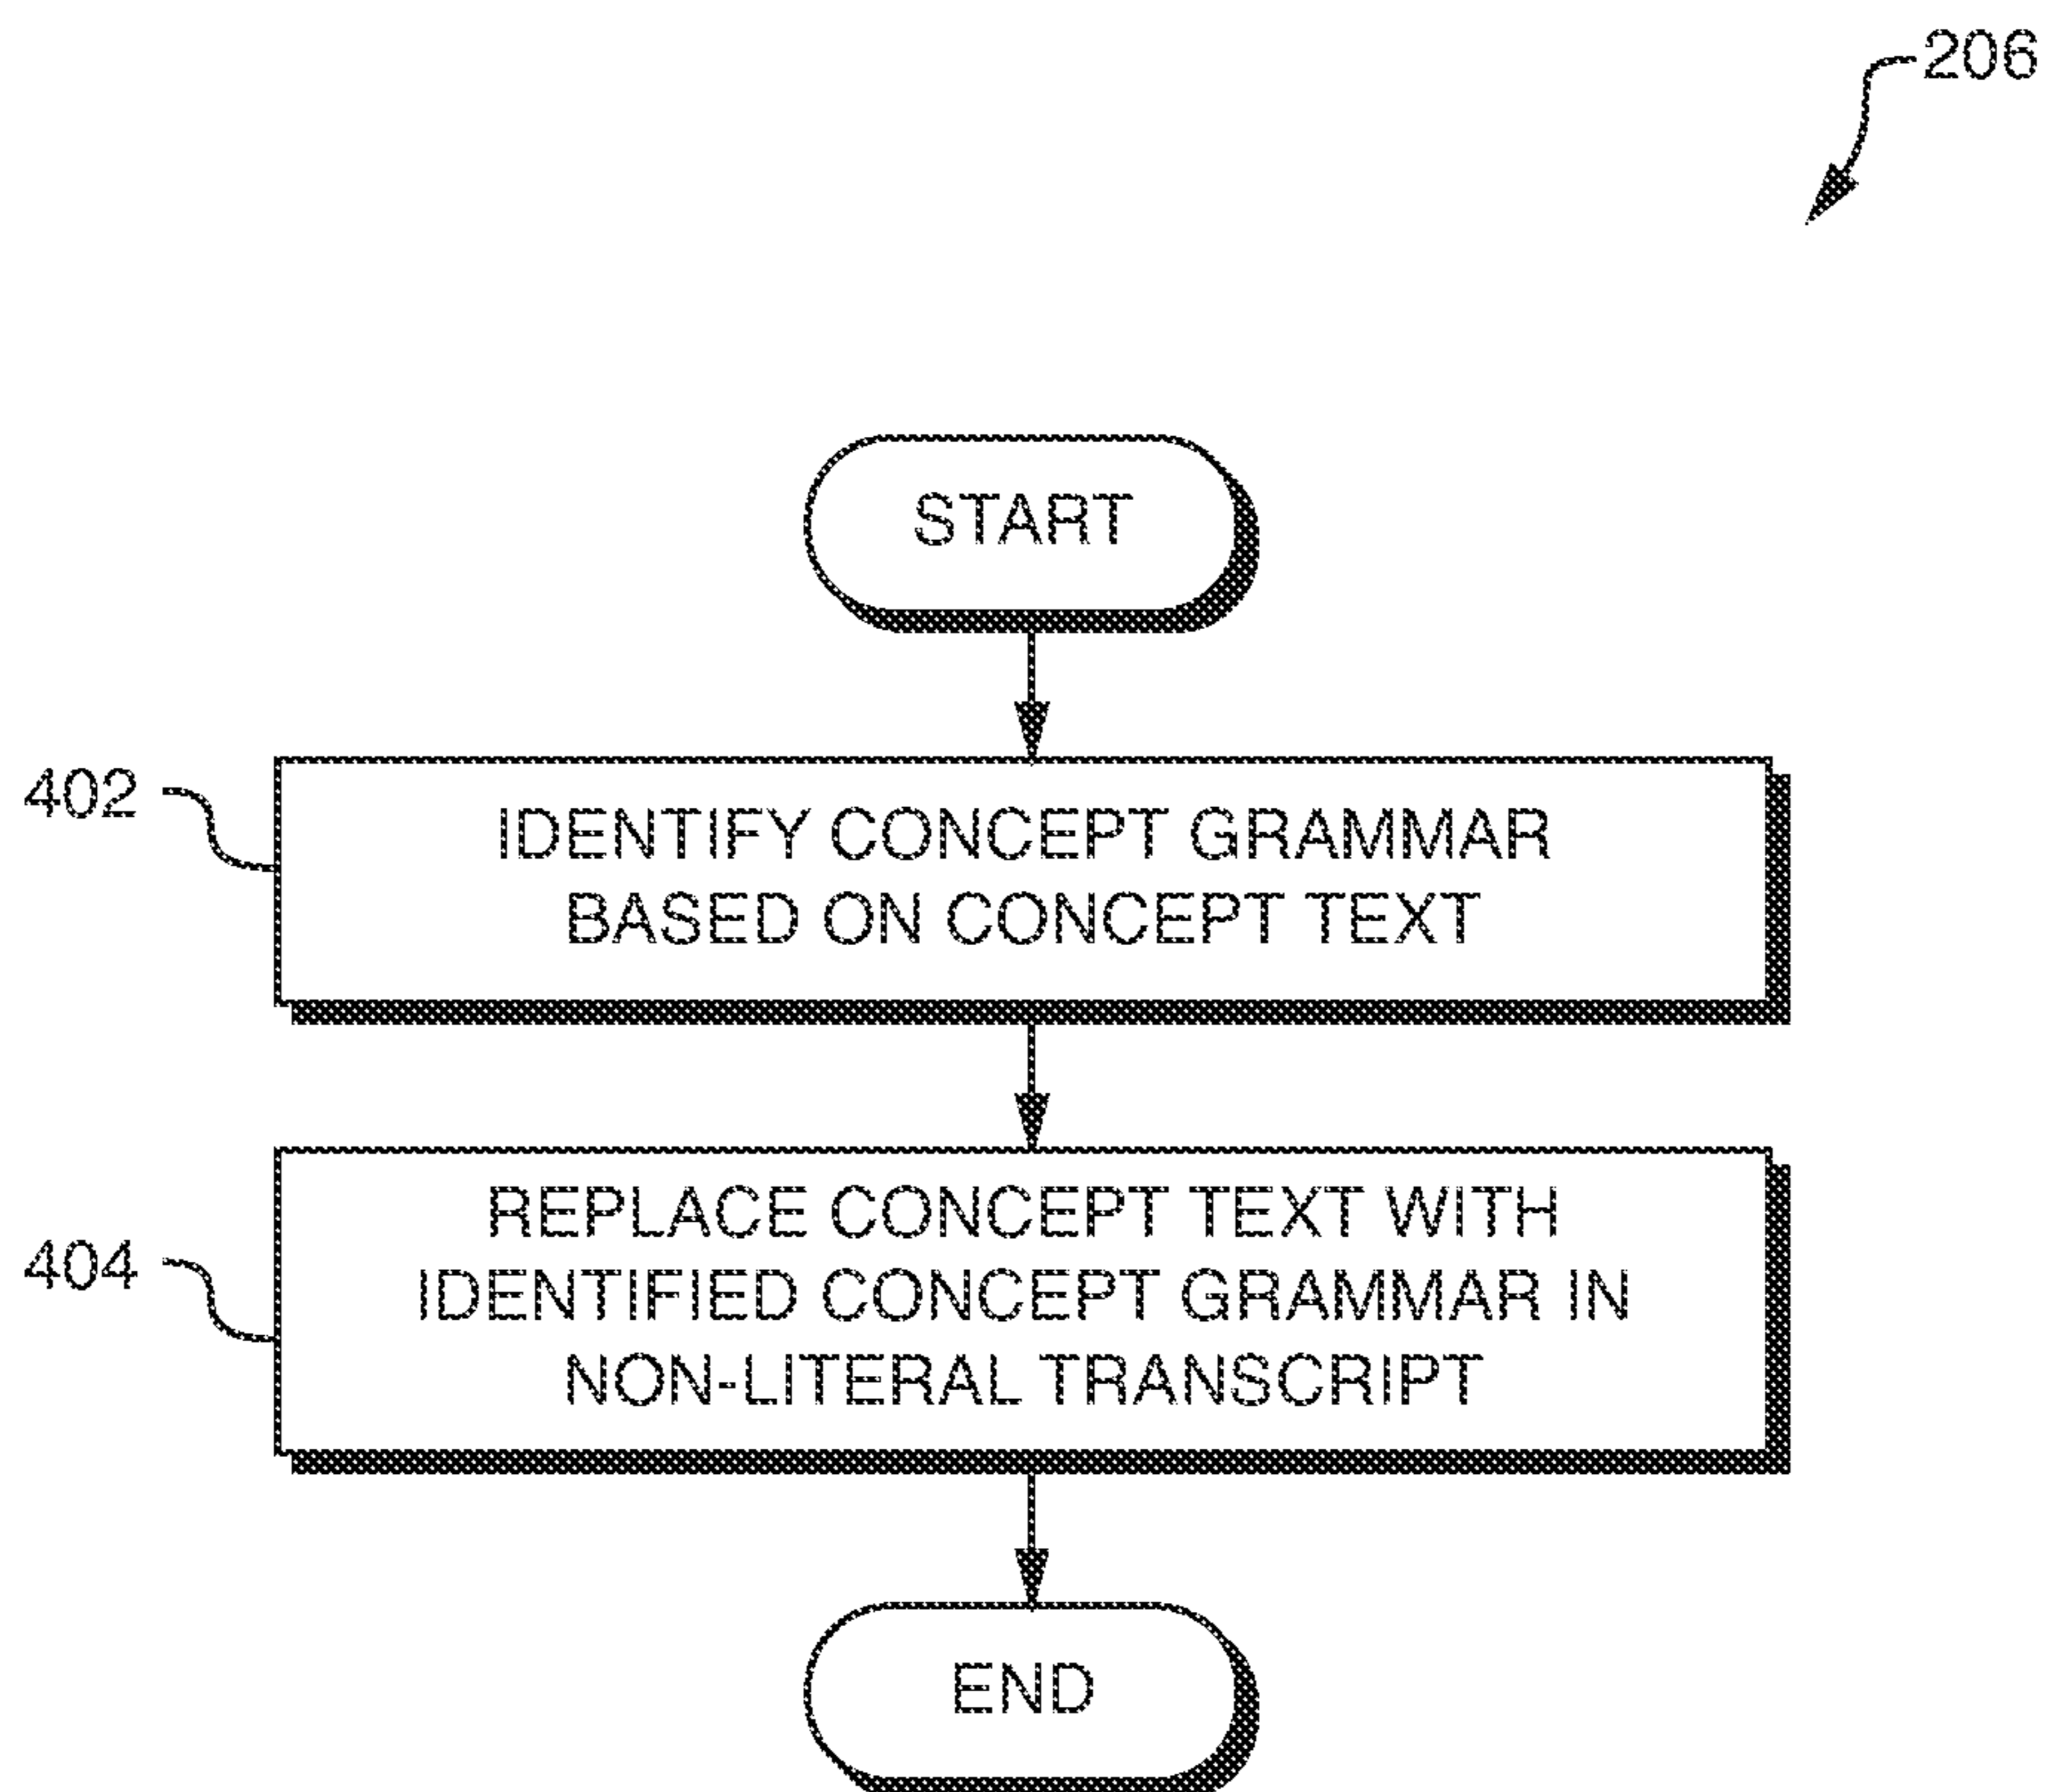 206
START
402
IDENTIFY CONCEPT GRAMMAR
BASED ON CONCEPT TEXT
REPLACE CONCEPT TEXT WITH
404
IDENTIFIED CONCEPT GRAMMAR IN
NON-LITERAL TRANSCRIPT
END